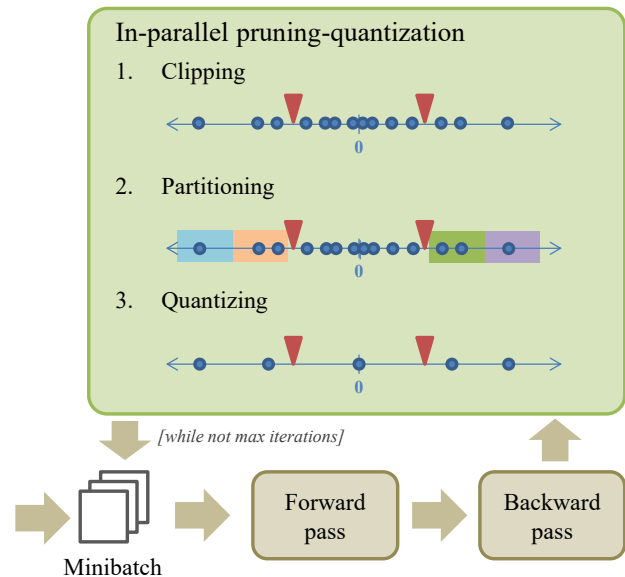 In-parallel pruning-quantization
1. Clipping
0
2. Partitioning
0
3. Quantizing
0
[while not max iterations]
Forward
pass
Backward
pass
Minibatch